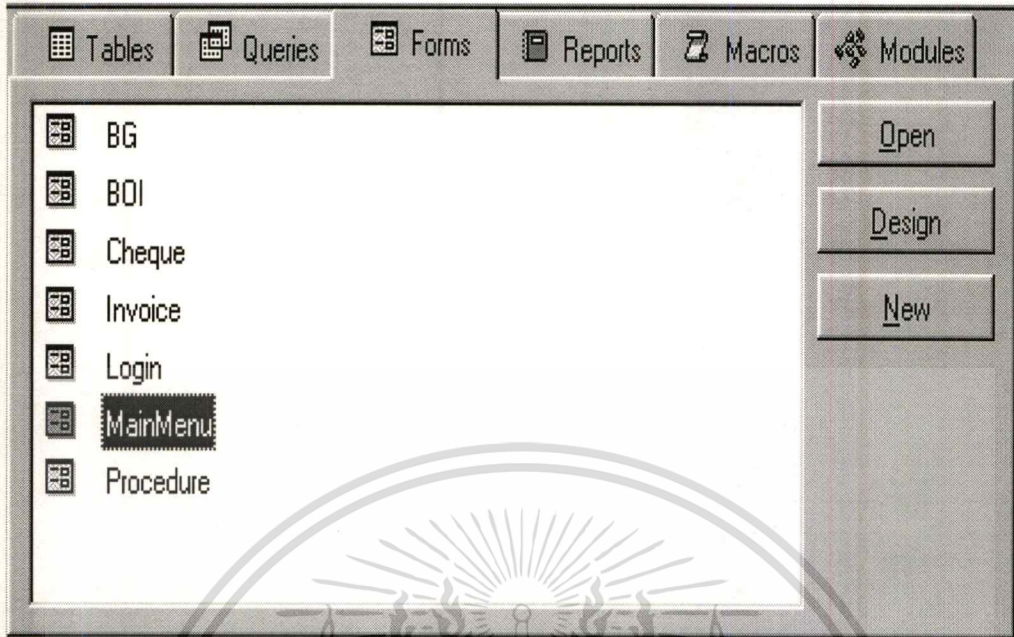 Tables Queries Forms Reports Macros Modules
BG
BOI
Cheque
Invoice
Login
MainMenu
Procedure
Open
Design
New